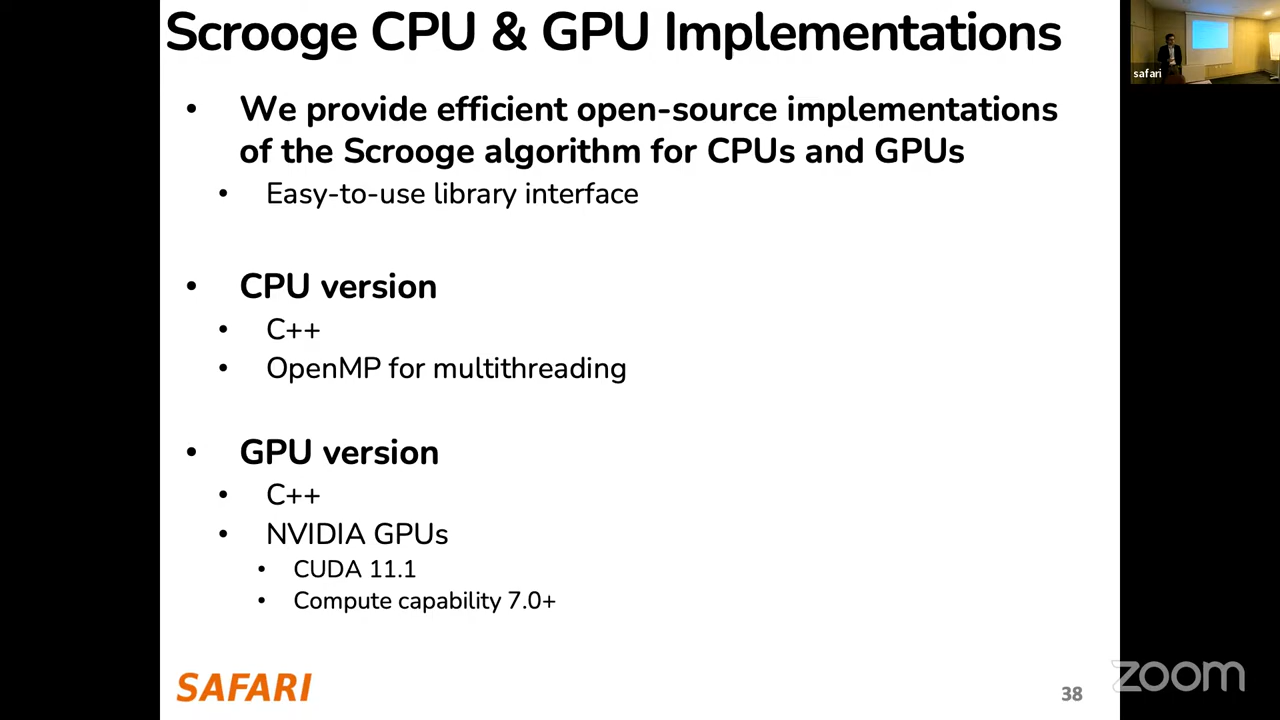 Scrooge CPU & GPU Implementations
• We provide efficient open-source implementations
of the Scrooge algorithm for CPUs and GPUs
• Easy-to-use library interface
• CPU version
• C++
• OpenMP for multithreading
• GPU version
• C++
• NVIDIA GPUs
• CUDA 11.1
• Compute capability 7.0+
SAFARI
38
safari
zoom